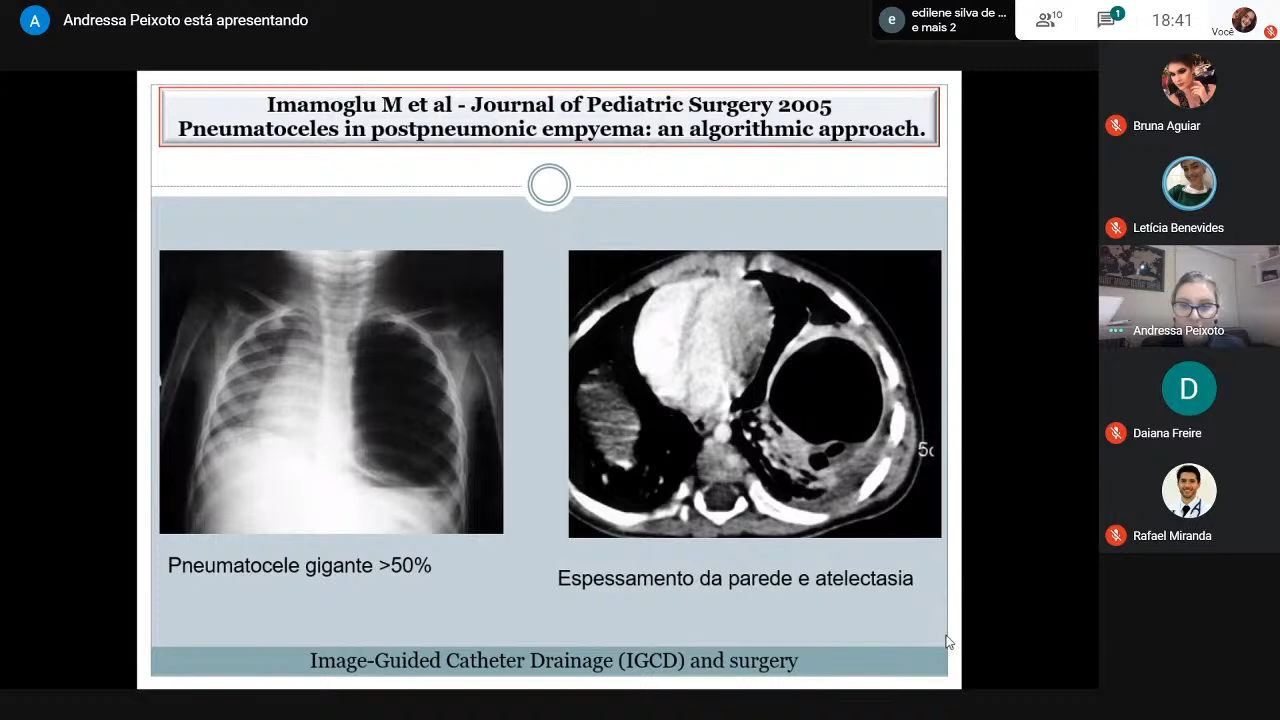 A
Andressa Peixoto está apresentando
e
edilene silva de ...
e mais 2
10
1
18:41
Você
Imamoglu M et al - Journal of Pediatric Surgery 2005
Pneumatoceles in postpneumonic empyema: an algorithmic approach.
Bruna Aguiar
Letícia Benevides
Andressa Peixoto
D
Daiana Freire
Rafael Miranda
Pneumatocele gigante >50%
Espessamento da parede e atelectasia
Image-Guided Catheter Drainage (IGCD) and surgery